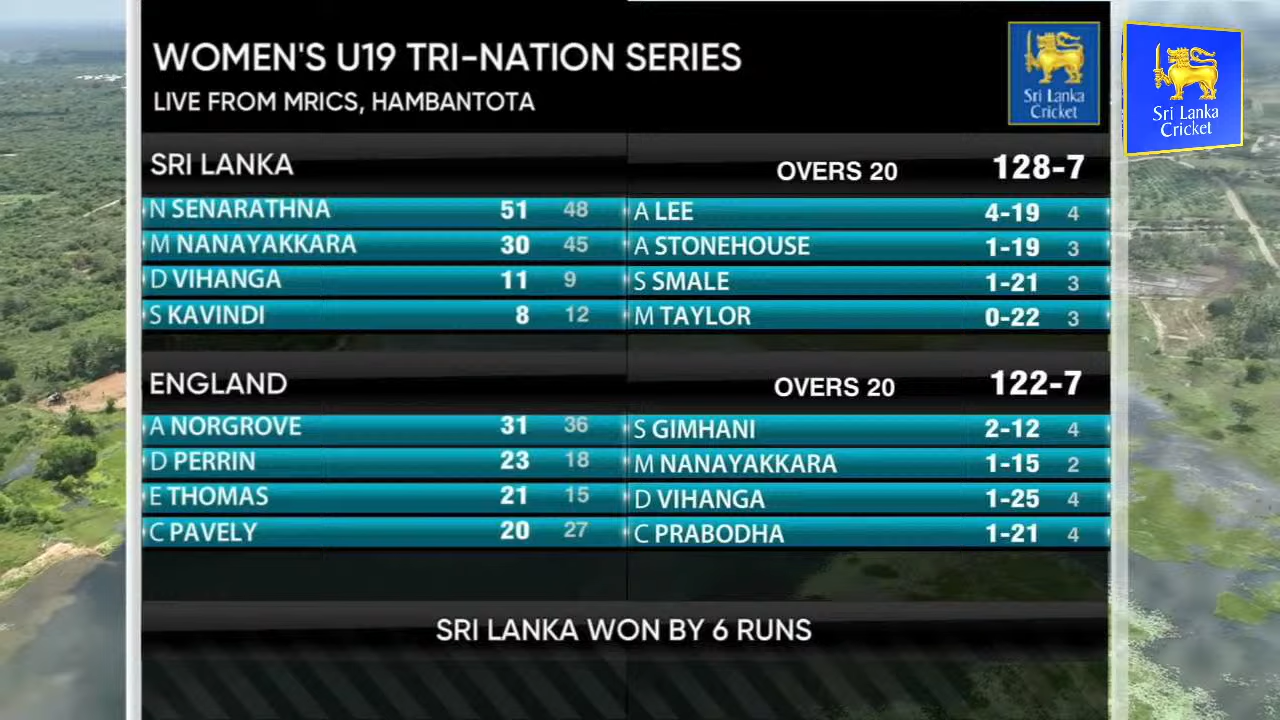 WOMEN'S U19 TRI-NATION SERIES
LIVE FROM MRICS, HAMBANTOTA
Sri Lanka
Cricket
Sri Lanka
Cricket
SRI LANKA OVERS 20 128-7
N SENARATHNA 51 48 A LEE 4-19 4
M NANAYAKKARA 30 45 A STONEHOUSE 1-19 3
D VIHANGA 11 9 S SMALE 1-21 3
S KAVINDI 8 12 M TAYLOR 0-22 3
ENGLAND OVERS 20 122-7
A NORGROVE 31 36 S GIMHANI 2-12 4
D PERRIN 23 18 M NANAYAKKARA 1-15 2
E THOMAS 21 15 D VIHANGA 1-25 4
C PAVELY 20 27 C PRABODHA 1-21 4
SRI LANKA WON BY 6 RUNS